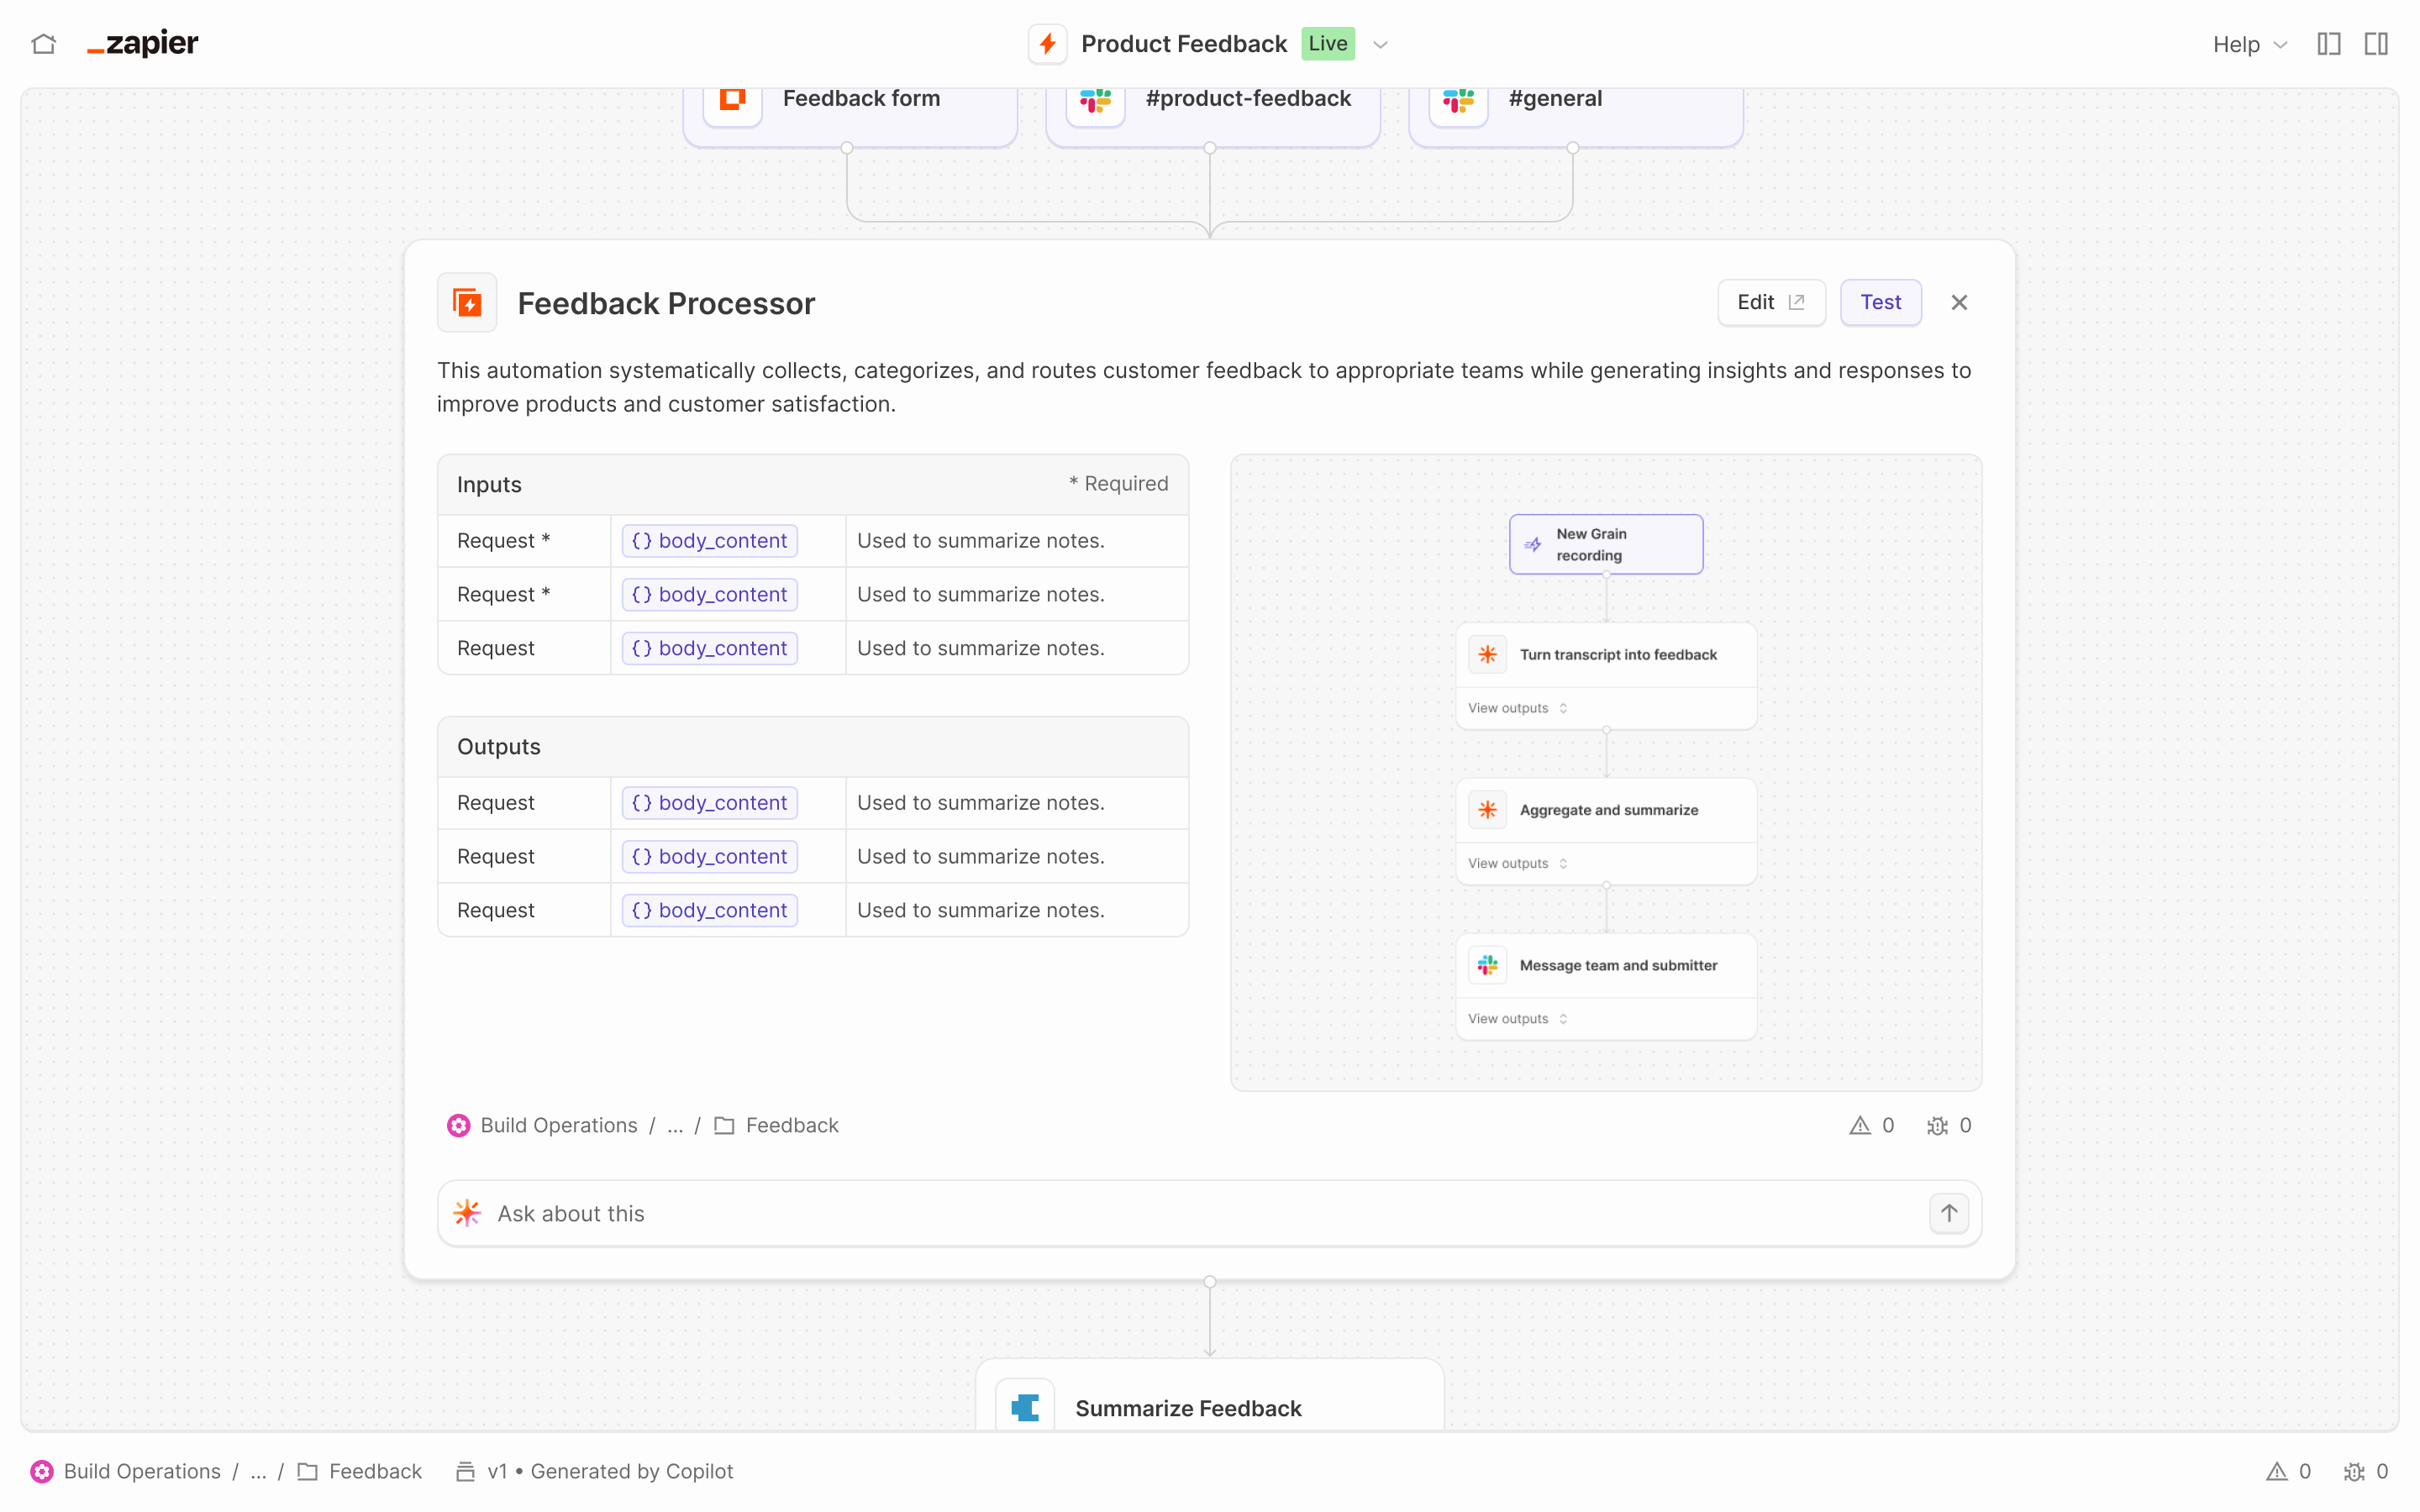 zapier
Product Feedback
Live
Help
Feedback form
#product-feedback
#general
Feedback Processor
Edit
Test
This automation systematically collects, categorizes, and routes customer feedback to appropriate teams while generating insights and responses to
improve products and customer satisfaction.
Inputs
* Required
Request *
{} body_content
Used to summarize notes.
Request *
{} body_content
Used to summarize notes.
Request
{} body_content
Used to summarize notes.
Outputs
Request
{} body_content
Used to summarize notes.
Request
{} body_content
Used to summarize notes.
Request
{} body_content
Used to summarize notes.
New Grain
recording
Turn transcript into feedback
View outputs
Aggregate and summarize
View outputs
Message team and submitter
View outputs
Build Operations / ... / Feedback
0
0
Ask about this
Summarize Feedback
Build Operations / ... / Feedback
v1 • Generated by Copilot
0
0